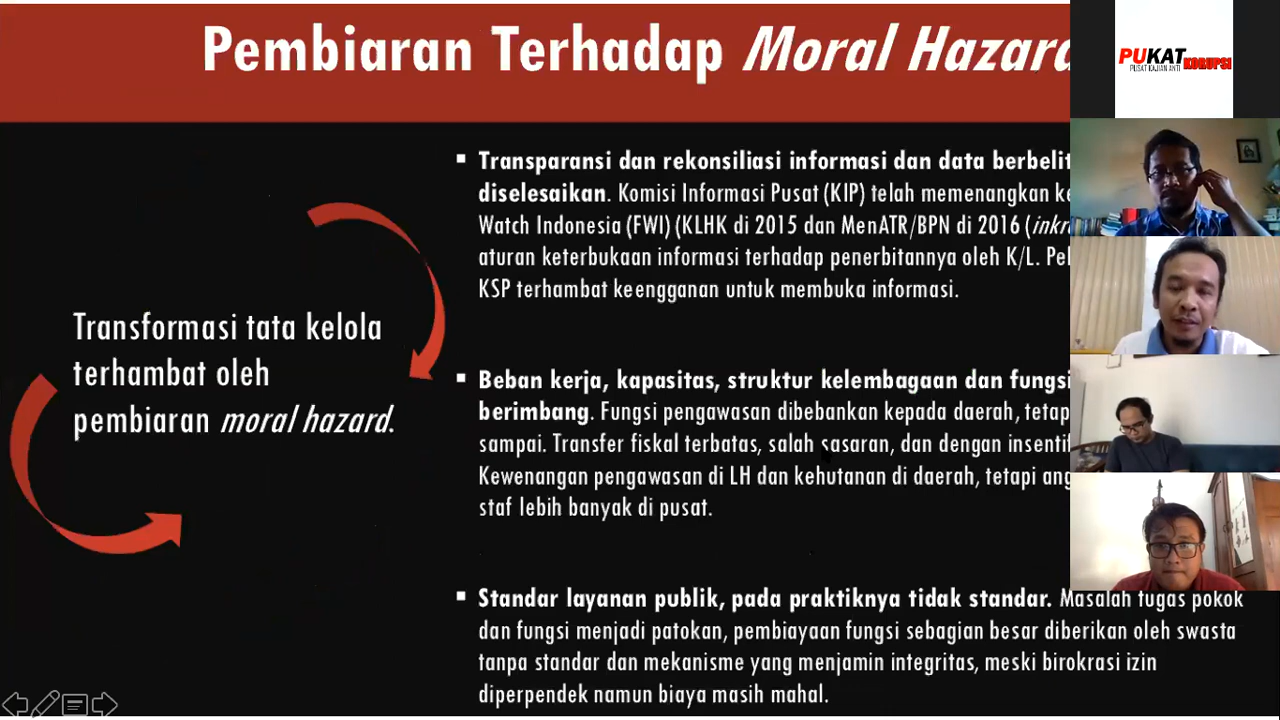 Pembiaran Terhadap Moral Hazard
PUKAT
PUSAT KAJIAN ANTI KORUPSI
Transformasi tata kelola
terhambat oleh
pembiaran moral hazard.
▪ Transparansi dan rekonsiliasi informasi dan data berbelit
diselesaikan. Komisi Informasi Pusat (KIP) telah memenangkan
Watch Indonesia (FWI) (KLHK di 2015 dan MenATR/BPN di 2016
aturan keterbukaan informasi terhadap penerbitannya oleh K/L.
KSP terhambat keengganan untuk membuka informasi.
▪ Beban kerja, kapasitas, struktur kelembagaan dan fungsi
berimbang. Fungsi pengawasan dibebankan kepada daerah,
sampai. Transfer fiskal terbatas, salah sasaran, dan dengan
Kewenangan pengawasan di LH dan kehutanan di daerah, tetapi
staf lebih banyak di pusat.
▪ Standar layanan publik, pada praktiknya tidak standar. Masalah tugas pokok
dan fungsi menjadi patokan, pembiayaan fungsi sebagian besar diberikan oleh swasta
tanpa standar dan mekanisme yang menjamin integritas, meski birokrasi izin
diperpendek namun biaya masih mahal.